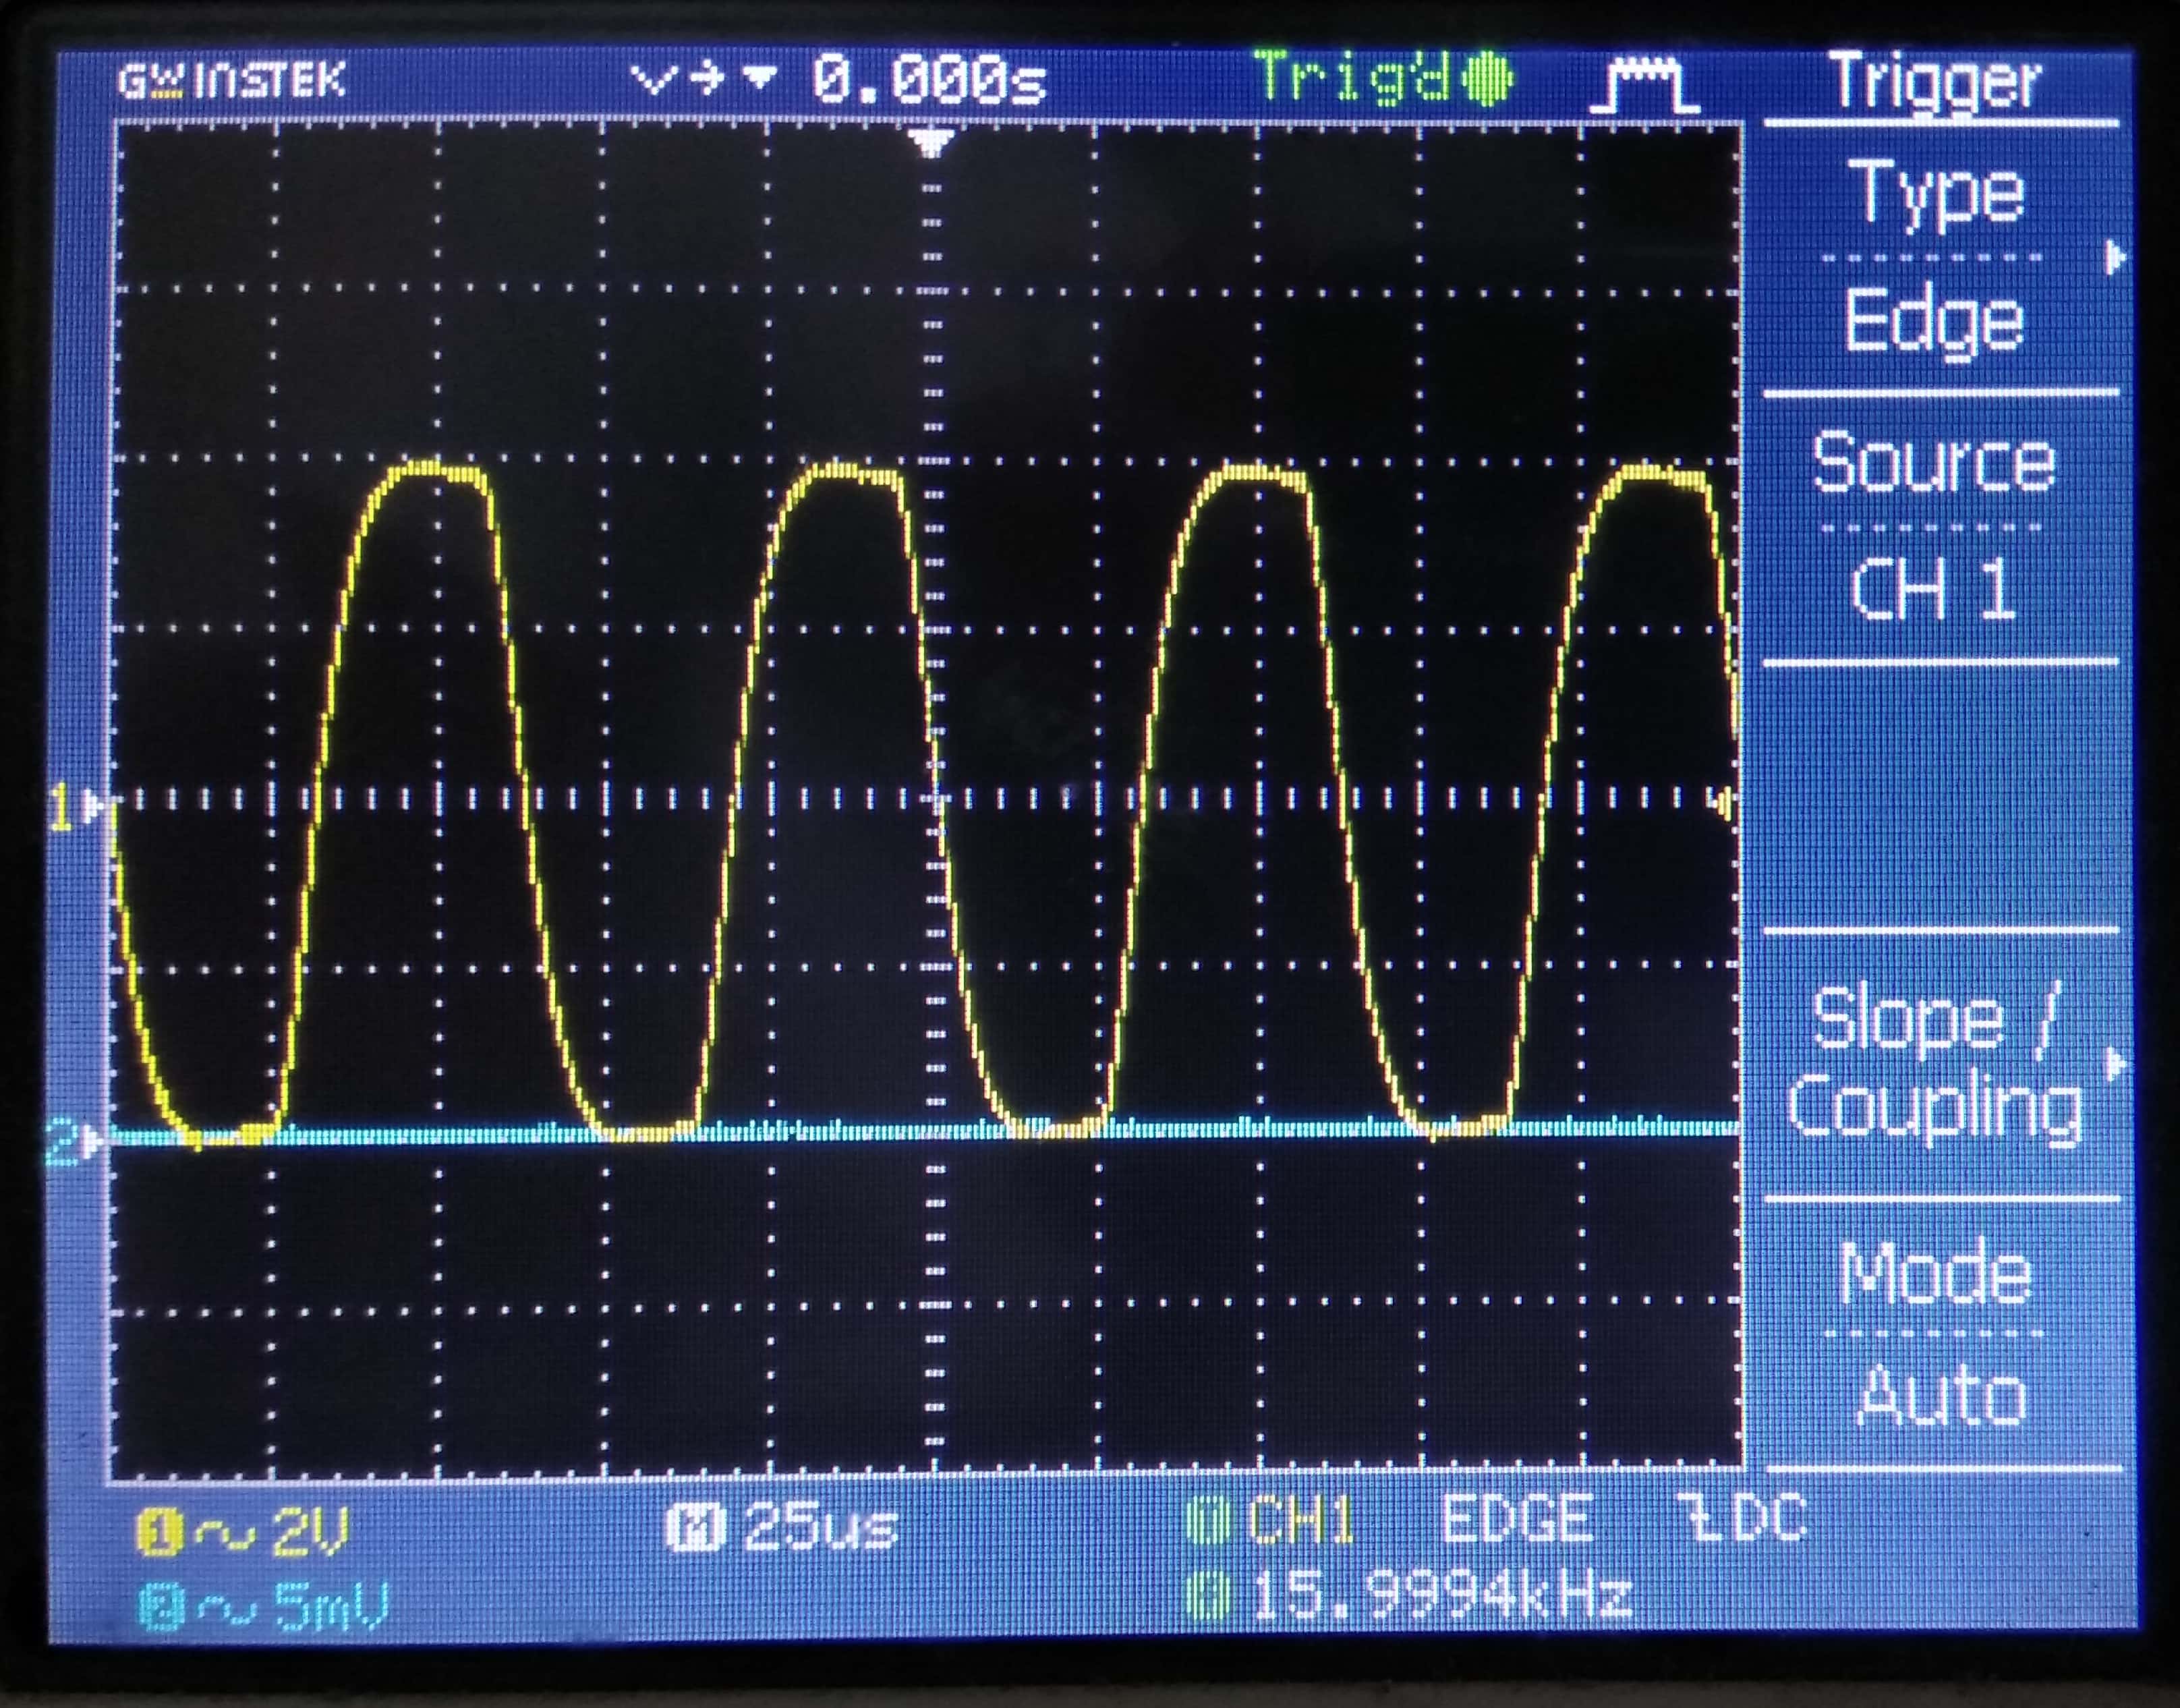 GW INSTEK 0.000s Trig'd Trigger
Type
Edge
Source
CH 1
1
Slope /
Coupling
2
Mode
Auto
1 ~ 2V M 25us CH1 EDGE DC
2 ~ 5mV 15.9994kHz